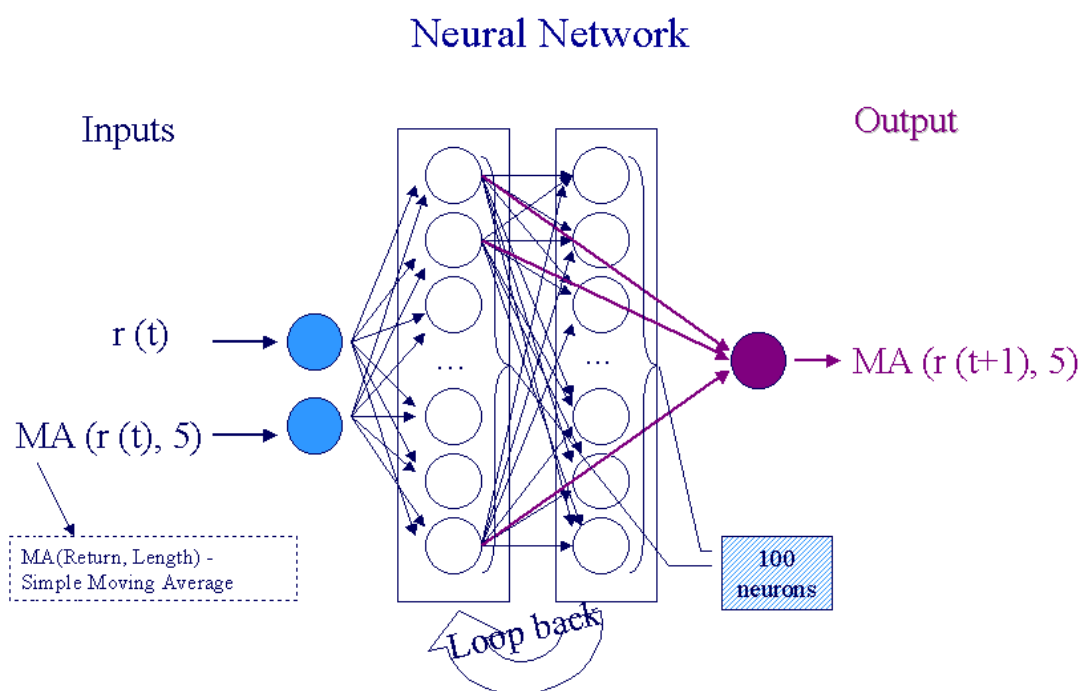 Neural Network
Inputs
Output
r (t)
MA (r (t), 5)
MA (r (t+1), 5)
...
...
MA(Return, Length) -
Simple Moving Average
100
neurons
Loop back